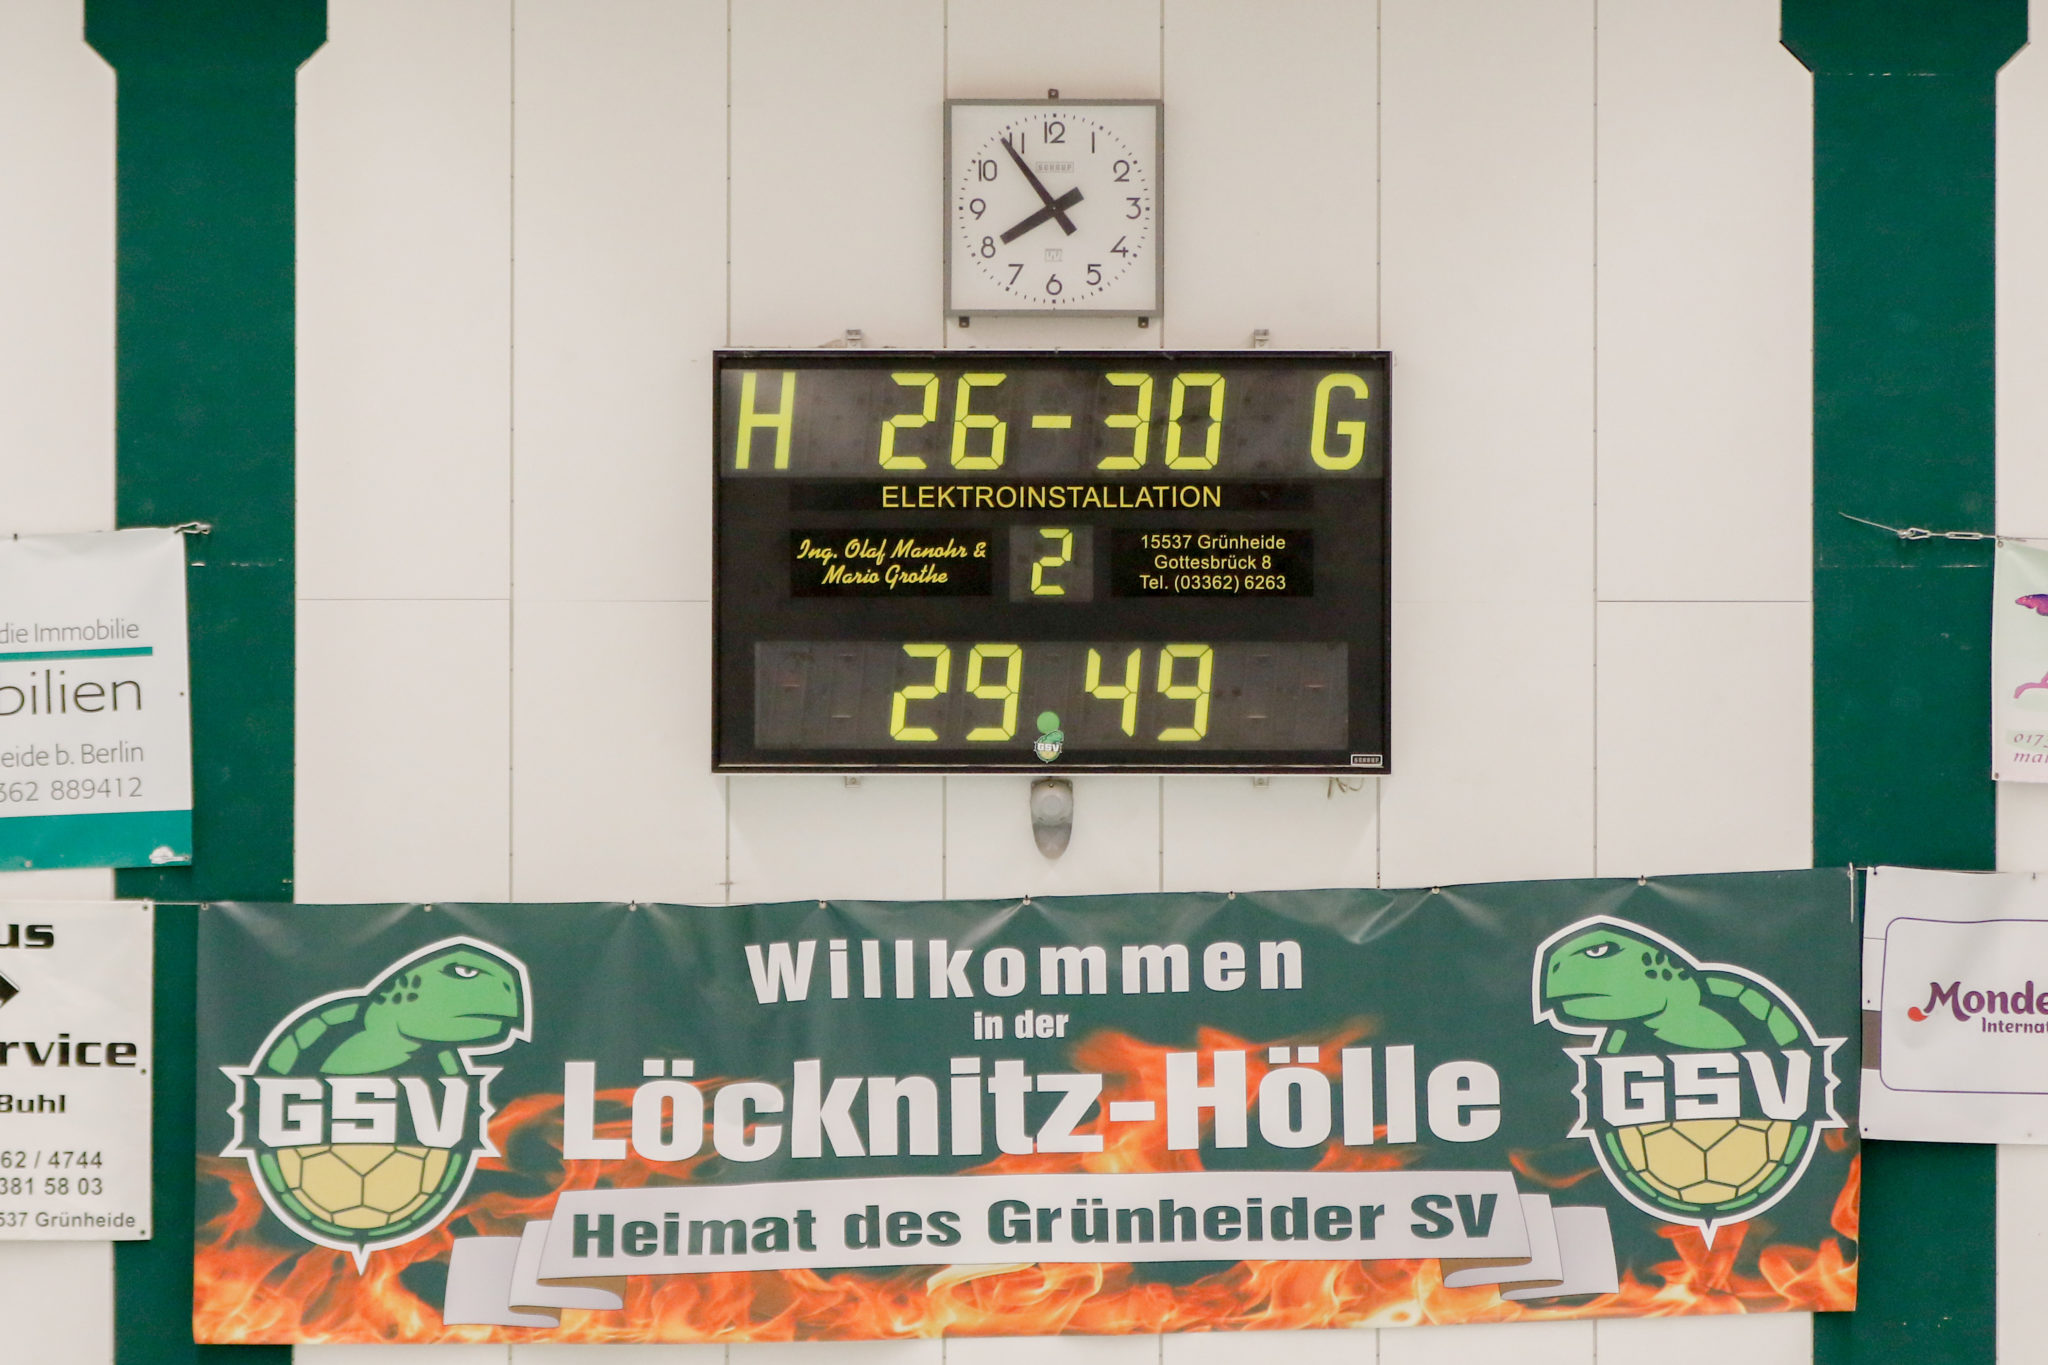 12
11
1
10
2
9
3
8
4
7
5
6
H 26-30 G
ELEKTROINSTALLATION
Ing. Olaf Manohr &
Mario Grothe
2
15537 Grünheide
Gottesbrück 8
Tel. (03362) 6263
29.49
GSV
die Immobilie
bilien
eide b. Berlin
362 889412
us
rvice
Buhl
62 / 4744
381 58 03
537 Grünheide
Willkommen
in der
Löcknitz-Hölle
Heimat des Grünheider SV
GSV
GSV
Monde
Internat
017
mai